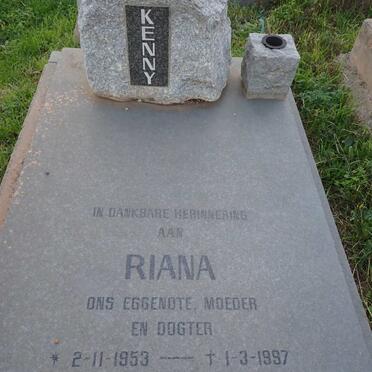 KENNY
IN DANKBARE HERINNERING
AAN
RIANA
ONS EGGENOTE, MOEDER
EN DOGTER
* 2-11-1953 — † 1-3-1997